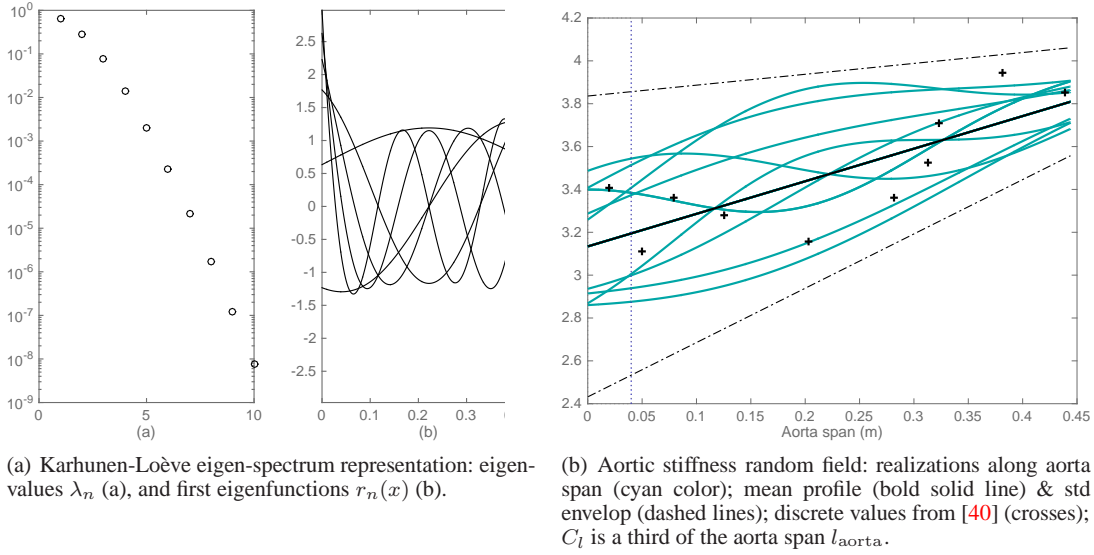 10^0
10^-1
10^-2
10^-3
10^-4
10^-5
10^-6
10^-7
10^-8
10^-9
0 5 10
(a)
2.5
2
1.5
1
0.5
0
-0.5
-1
-1.5
-2
-2.5
0 0.1 0.2 0.3
(b)
4.2
4
3.8
3.6
3.4
3.2
3
2.8
2.6
2.4
0 0.05 0.1 0.15 0.2 0.25 0.3 0.35 0.4 0.45
Aorta span (m)
(a) Karhunen-Loève eigen-spectrum representation: eigen-
values λ_n (a), and first eigenfunctions r_n(x) (b).
(b) Aortic stiffness random field: realizations along aorta
span (cyan color); mean profile (bold solid line) & std
envelop (dashed lines); discrete values from [40] (crosses);
C_l is a third of the aorta span l_aorta.